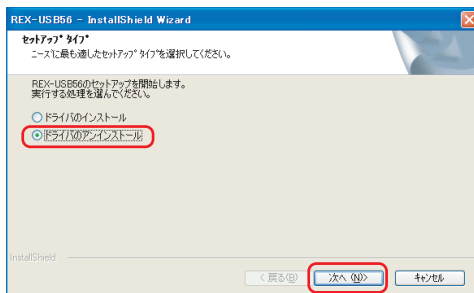 REX-USB56 - InstallShield Wizard
セットアップ タイプ
ニーズに最も適したセットアップ タイプを選択してください。
REX-USB56のセットアップを開始します。
実行する処理を選んでください。
ドライバのインストール
ドライバのアンインストール
InstallShield
< 戻る(B)
次へ (N)>
キャンセル